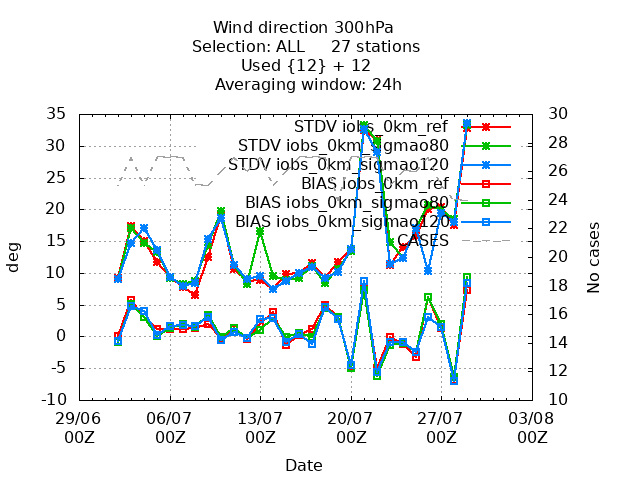 Wind direction 300hPa
Selection: ALL     27 stations
Used {12} + 12
Averaging window: 24h
35 30
STDV iobs_0km_ref
30 28
STDV iobs_0km_sigmao80
26
STDV iobs_0km_sigmao120
25
BIAS iobs_0km_ref
24
BIAS iobs_0km_sigmao80
20
BIAS iobs_0km_sigmao120
22
CASES
15
20
10
5 18
0 16
14
-5 12
-10 10
deg
No cases
29/06 06/07 13/07 20/07 27/07 03/08
00Z 00Z 00Z 00Z 00Z 00Z
Date